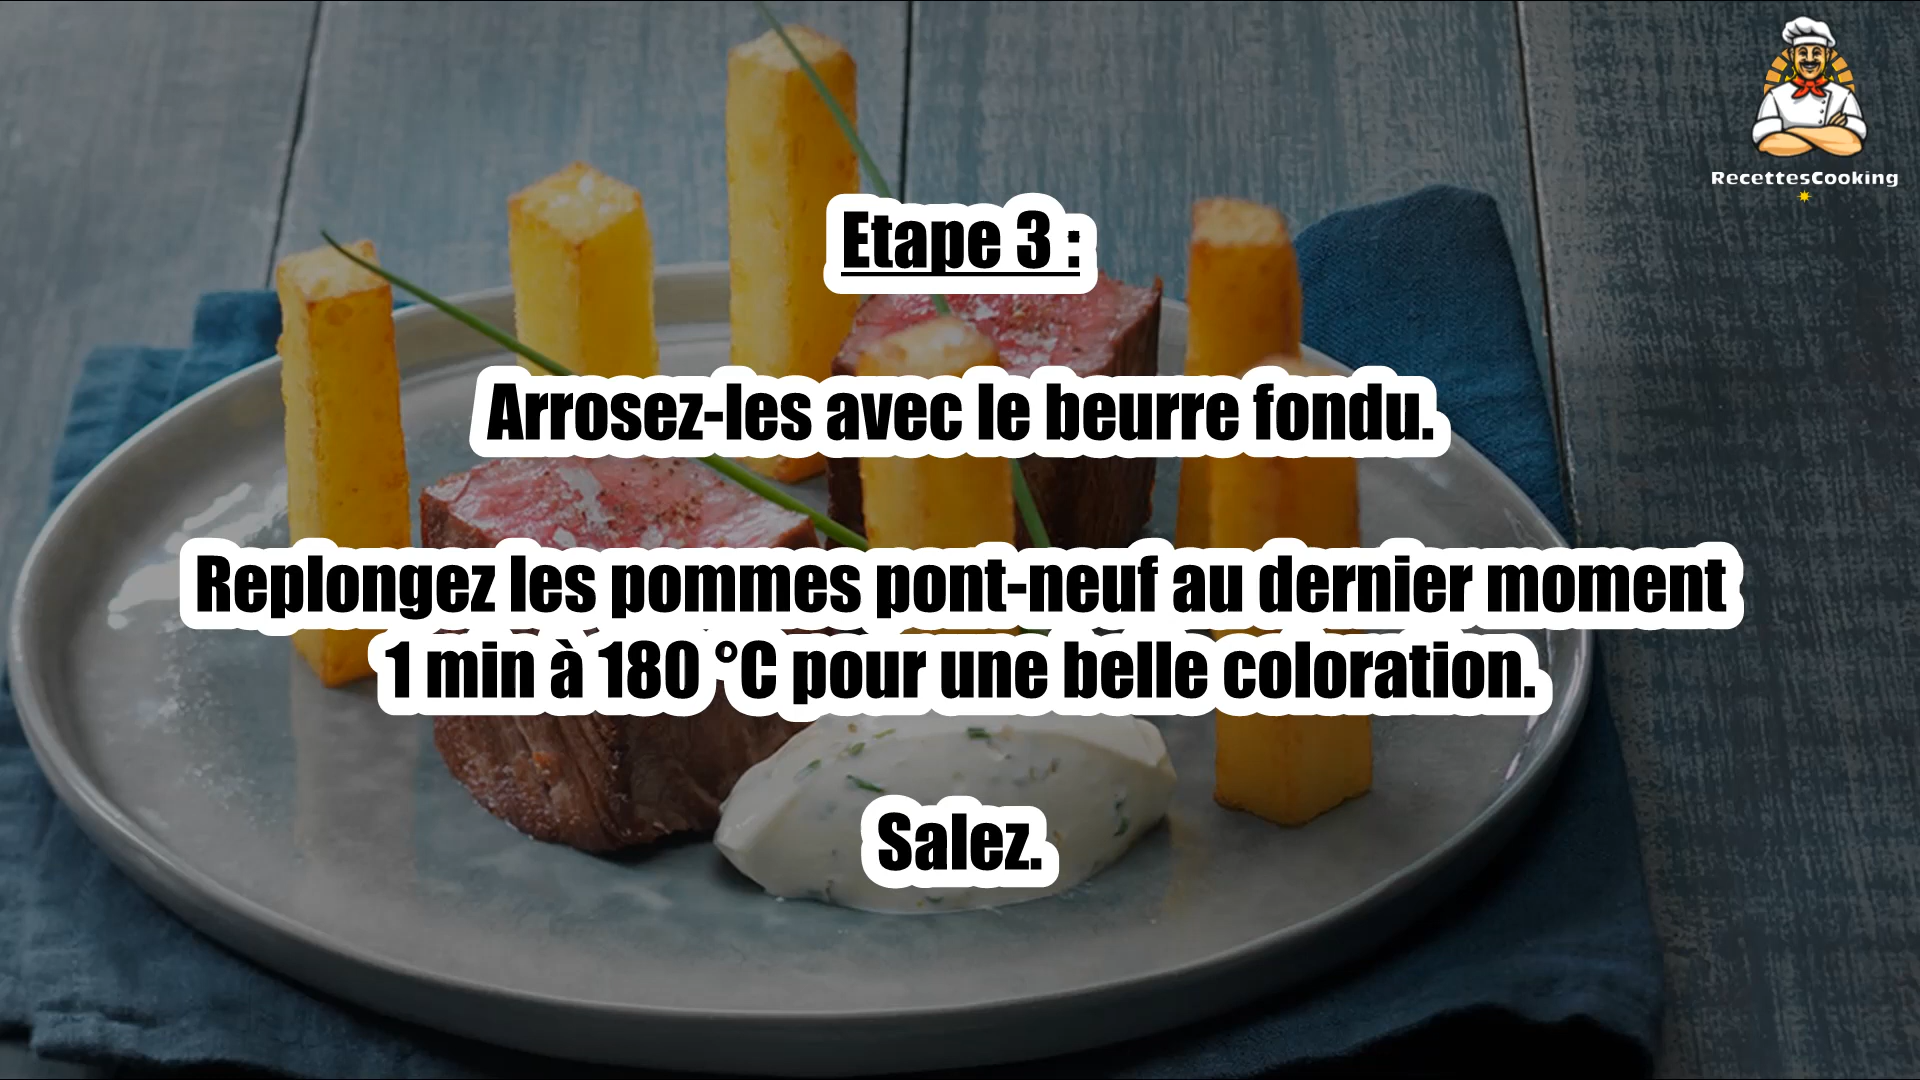 RecettesCooking
Etape 3 :
Arrosez-les avec le beurre fondu.
Replongez les pommes pont-neuf au dernier moment
1 min à 180 °C pour une belle coloration.
Salez.